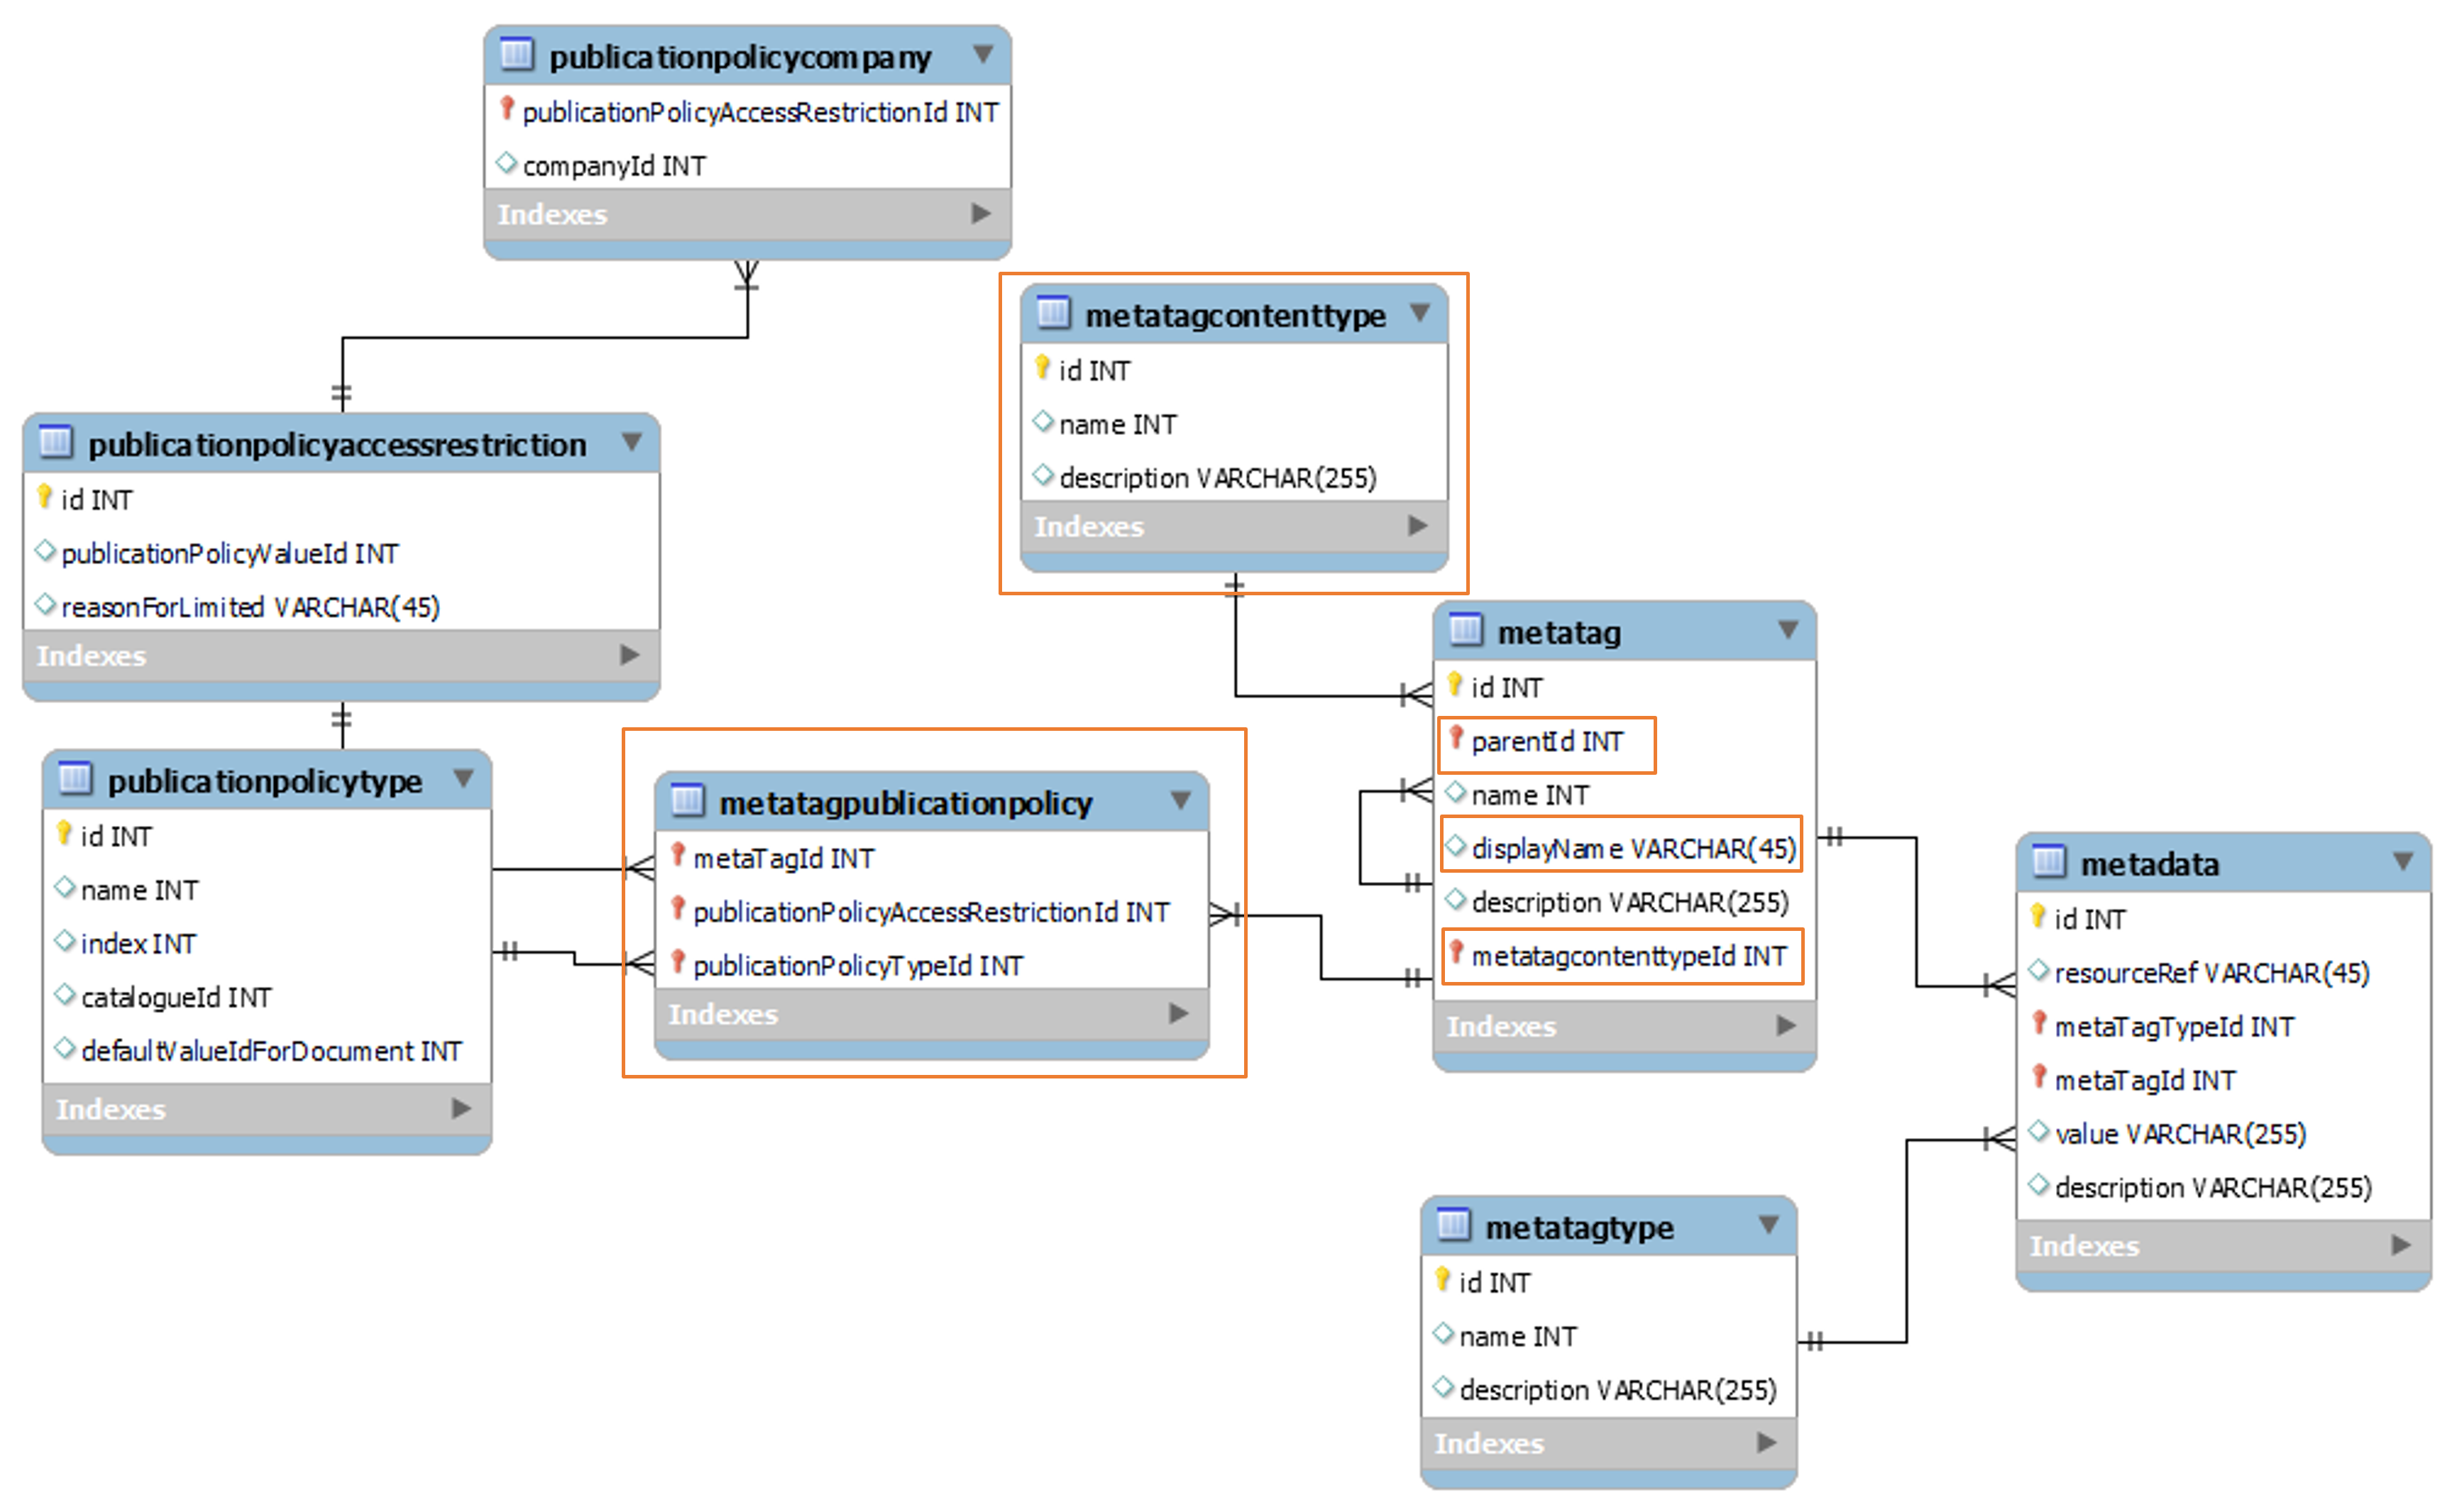 publicationpolicycompany
publicationPolicyAccessRestrictionId INT
companyId INT
Indexes
metatagcontenttype
id INT
name INT
description VARCHAR(255)
Indexes
publicationpolicyaccessrestriction
id INT
publicationPolicyValueId INT
reasonForLimited VARCHAR(45)
Indexes
metatag
id INT
parentId INT
name INT
displayName VARCHAR(45)
description VARCHAR(255)
metatagcontenttypeId INT
Indexes
publicationpolicytype
id INT
name INT
index INT
catalogueId INT
defaultValueIdForDocument INT
Indexes
metatagpublicationpolicy
metaTagId INT
publicationPolicyAccessRestrictionId INT
publicationPolicyTypeId INT
Indexes
metadata
id INT
resourceRef VARCHAR(45)
metaTagTypeId INT
metaTagId INT
value VARCHAR(255)
description VARCHAR(255)
Indexes
metatagtype
id INT
name INT
description VARCHAR(255)
Indexes